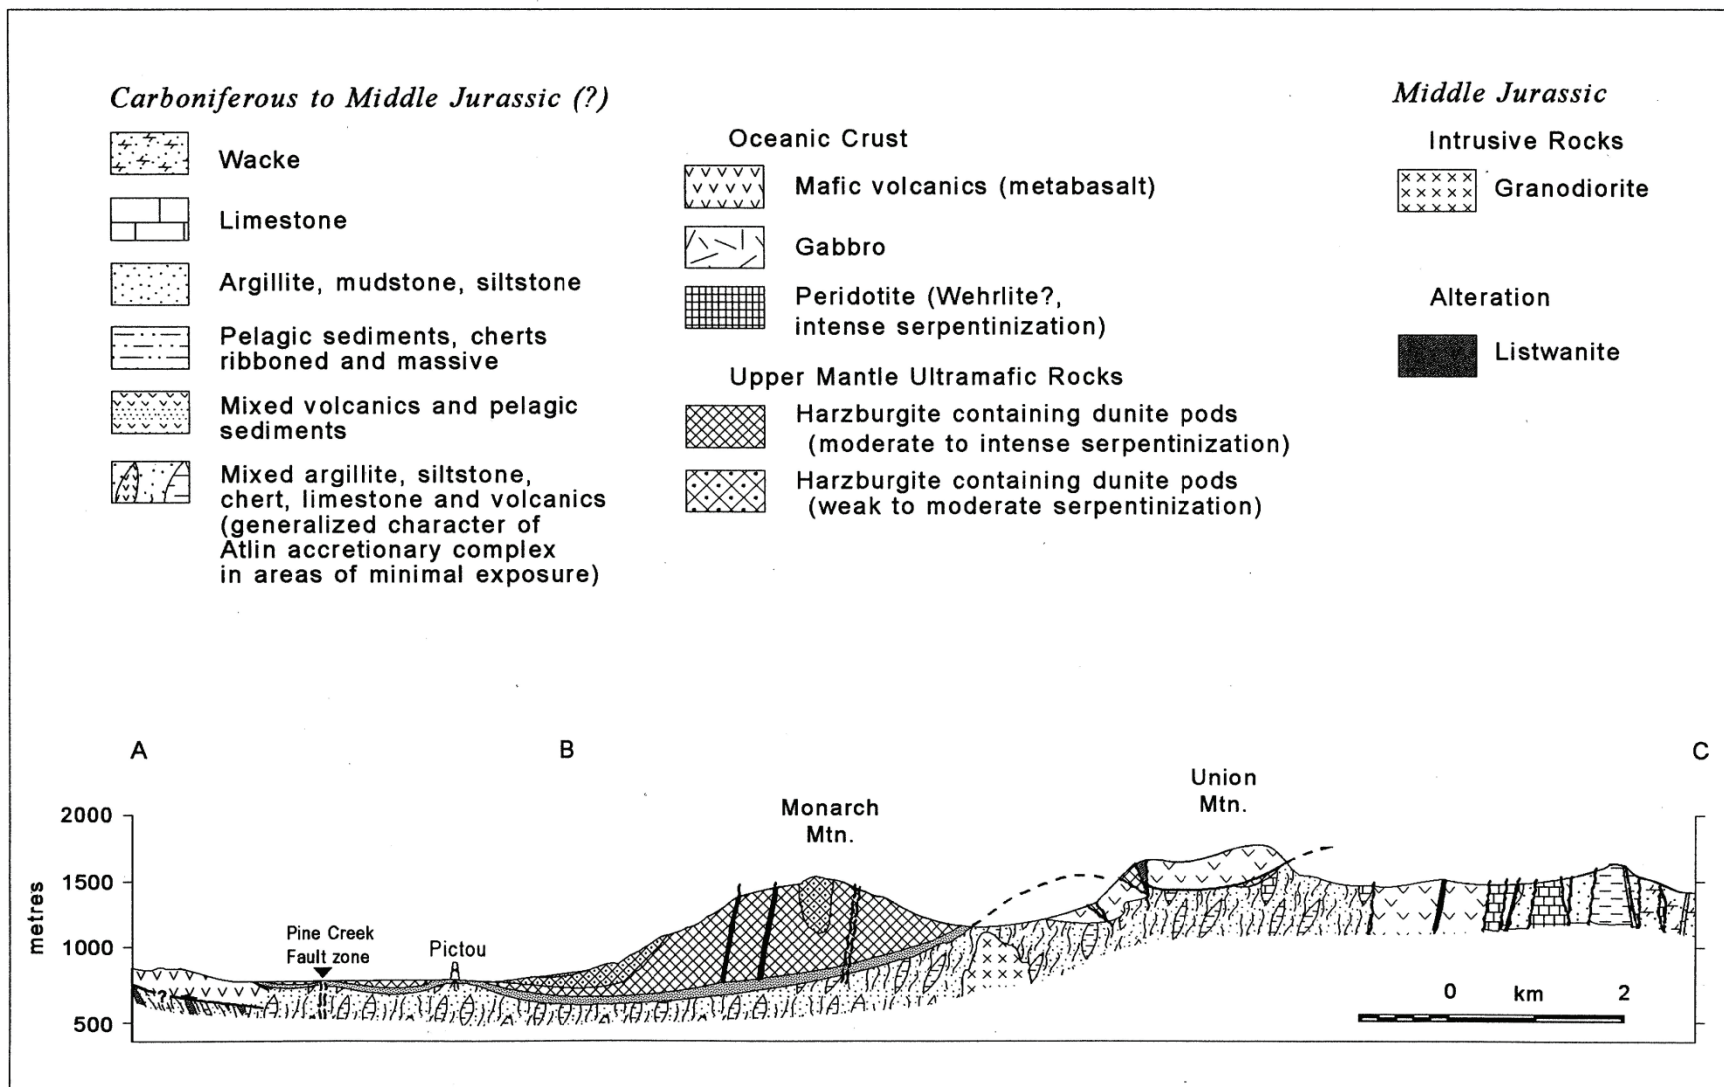 Carboniferous to Middle Jurassic (?)
Wacke
Limestone
Argillite, mudstone, siltstone
Pelagic sediments, cherts
ribboned and massive
Mixed volcanics and pelagic
sediments
Mixed argillite, siltstone,
chert, limestone and volcanics
(generalized character of
Atlin accretionary complex
in areas of minimal exposure)
Oceanic Crust
Mafic volcanics (metabasalt)
Gabbro
Peridotite (Wehrlite?,
intense serpentinization)
Upper Mantle Ultramafic Rocks
Harzburgite containing dunite pods
(moderate to intense serpentinization)
Harzburgite containing dunite pods
(weak to moderate serpentinization)
Middle Jurassic
Intrusive Rocks
Granodiorite
Alteration
Listwanite
A
B
C
Monarch
Mtn.
Union
Mtn.
2000
1500
1000
500
metres
Pine Creek
Fault zone
Pictou
?
0 km 2